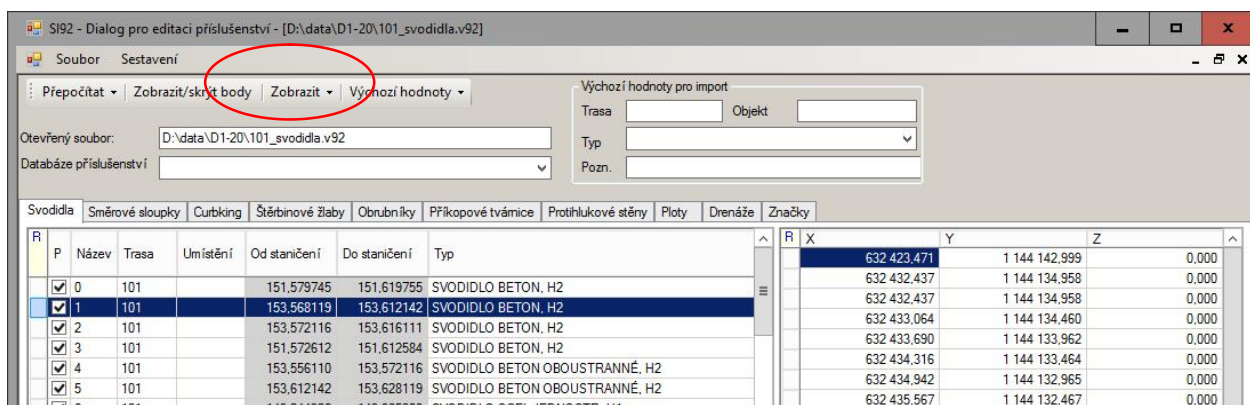 SI92 - Dialog pro editaci příslušenství - [D:\data\D1-20\101_svodidla.v92]
Soubor Sestavení
Přepočítat Zobrazit/skrýt body Zobrazit Výchozí hodnoty
Výchozí hodnoty pro import
Trasa Objekt
Otevřený soubor: D:\data\D1-20\101_svodidla.v92
Typ
Databáze příslušenství
Pozn.
Svodidla Směrové sloupky Curbking Štěrbinové žlaby Obrubníky Příkopové tvárnice Protihlukové stěny Ploty Drenáže Značky
R P Název Trasa Umístění Od staničení Do staničení Typ
0 101 151,579745 151,619755 SVODIDLO BETON, H2
1 101 153,568119 153,612142 SVODIDLO BETON, H2
2 101 153,572116 153,616111 SVODIDLO BETON, H2
3 101 151,572612 151,612584 SVODIDLO BETON, H2
4 101 153,556110 153,572116 SVODIDLO BETON OBOUSTRANNÉ, H2
5 101 153,612142 153,628119 SVODIDLO BETON OBOUSTRANNÉ, H2
R X Y Z
632 423,471 1 144 142,999 0,000
632 432,437 1 144 134,958 0,000
632 432,437 1 144 134,958 0,000
632 433,064 1 144 134,460 0,000
632 433,690 1 144 133,962 0,000
632 434,316 1 144 133,464 0,000
632 434,942 1 144 132,965 0,000
632 435,567 1 144 132,467 0,000